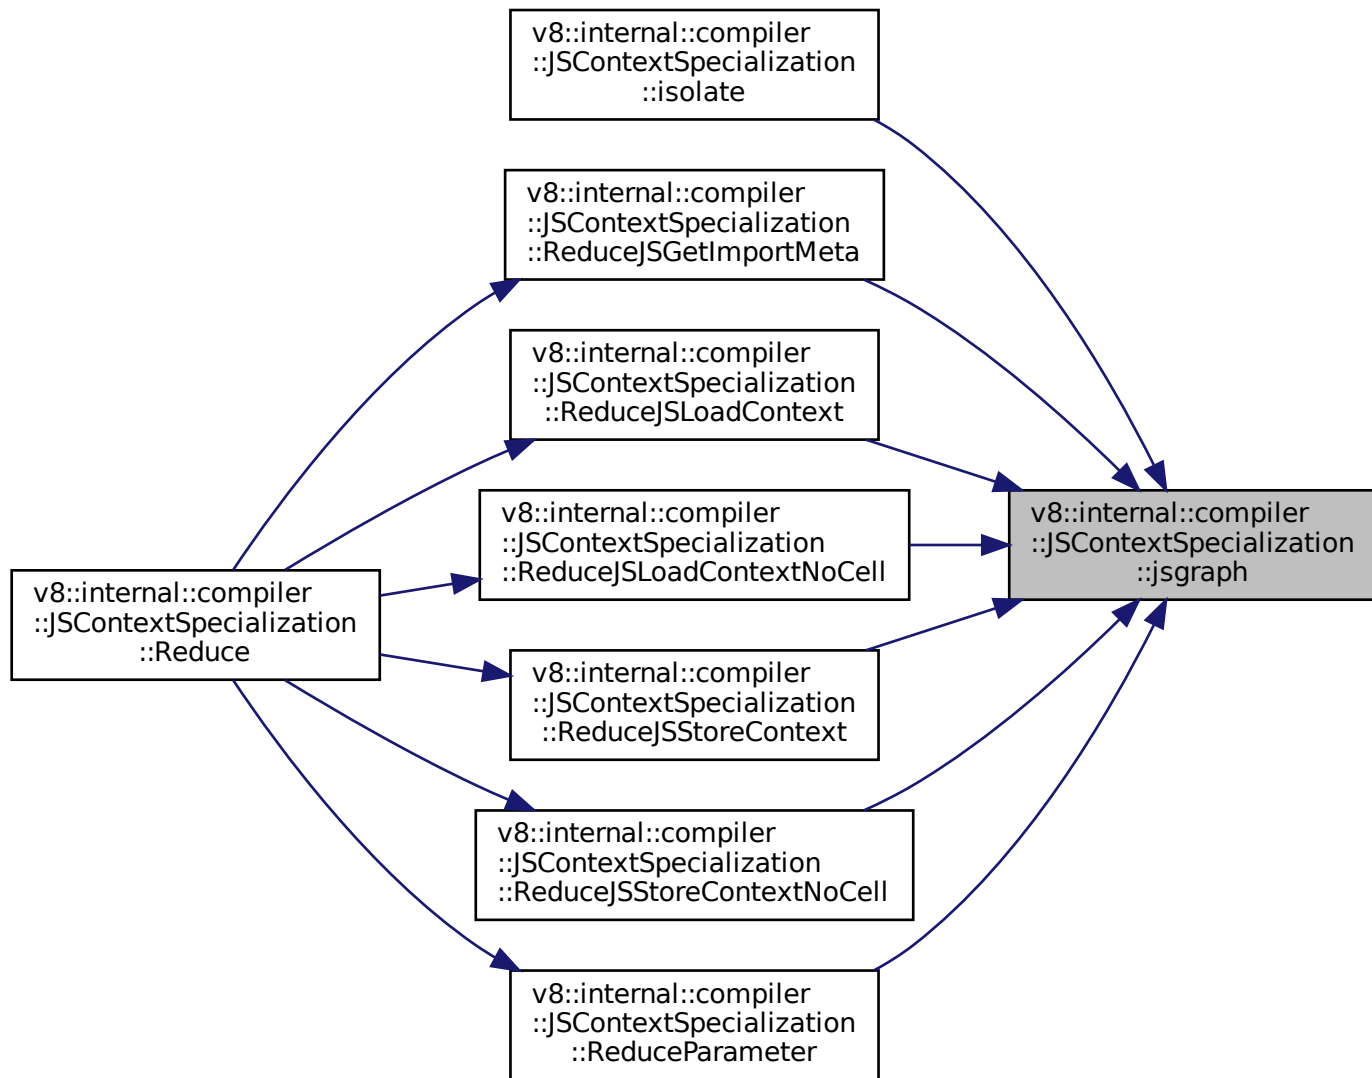 v8::internal::compiler
::JSContextSpecialization
::isolate
v8::internal::compiler
::JSContextSpecialization
::ReduceJSGetImportMeta
v8::internal::compiler
::JSContextSpecialization
::ReduceJSLoadContext
v8::internal::compiler
::JSContextSpecialization
::ReduceJSLoadContextNoCell
v8::internal::compiler
::JSContextSpecialization
::jsgraph
v8::internal::compiler
::JSContextSpecialization
::Reduce
v8::internal::compiler
::JSContextSpecialization
::ReduceJSStoreContext
v8::internal::compiler
::JSContextSpecialization
::ReduceJSStoreContextNoCell
v8::internal::compiler
::JSContextSpecialization
::ReduceParameter